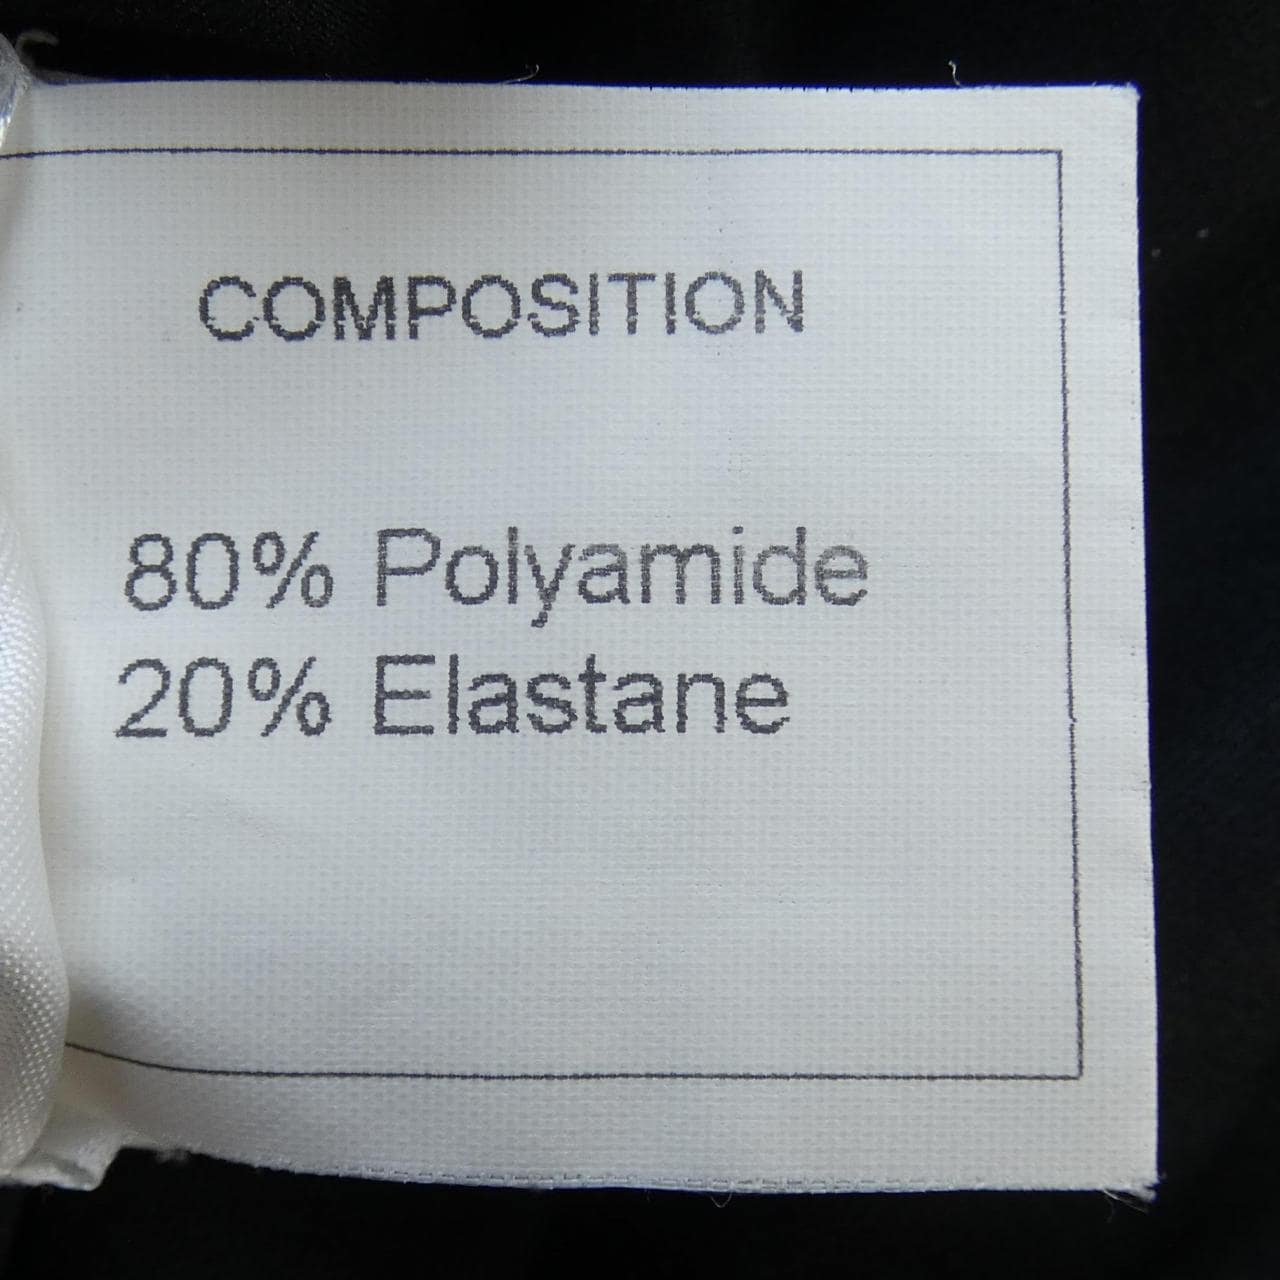 COMPOSITION
80% Polyamide
20% Elastane